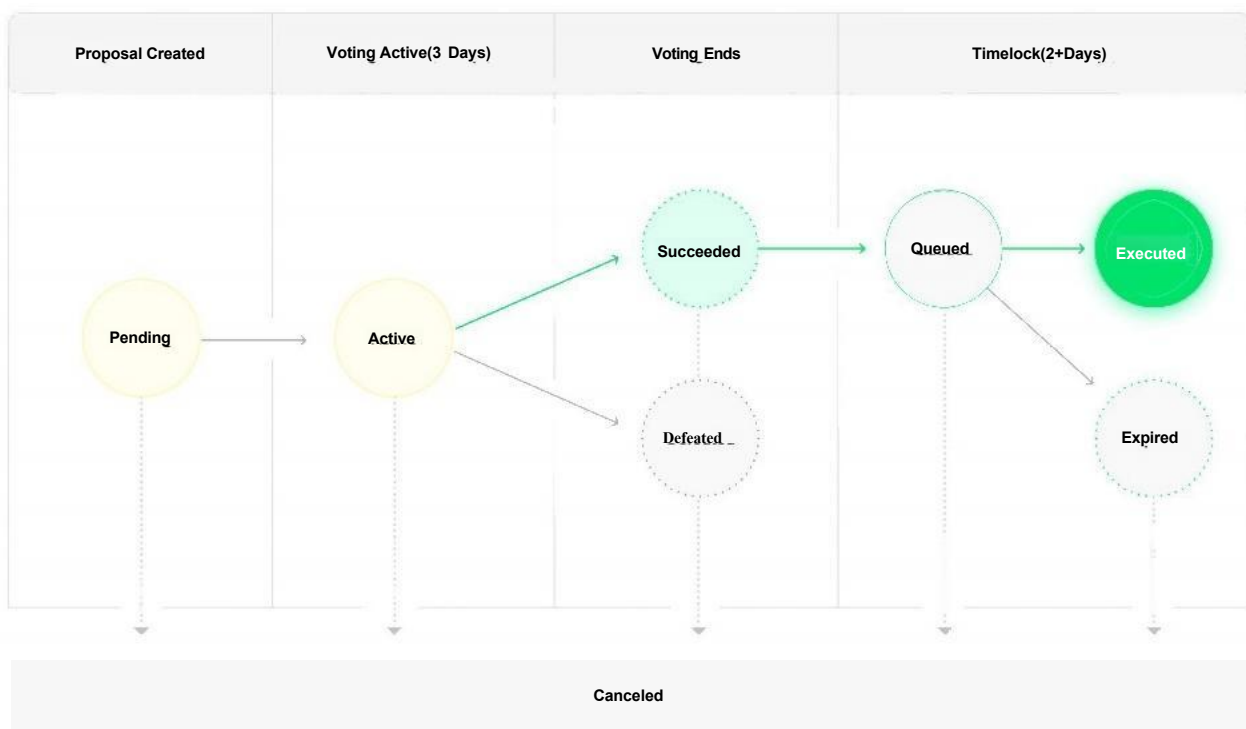 Proposal Created
Voting Active(3 Days)
Voting Ends
Timelock(2+Days)
Succeeded
Queued
Executed
Pending
Active
Defeated
Expired
Canceled